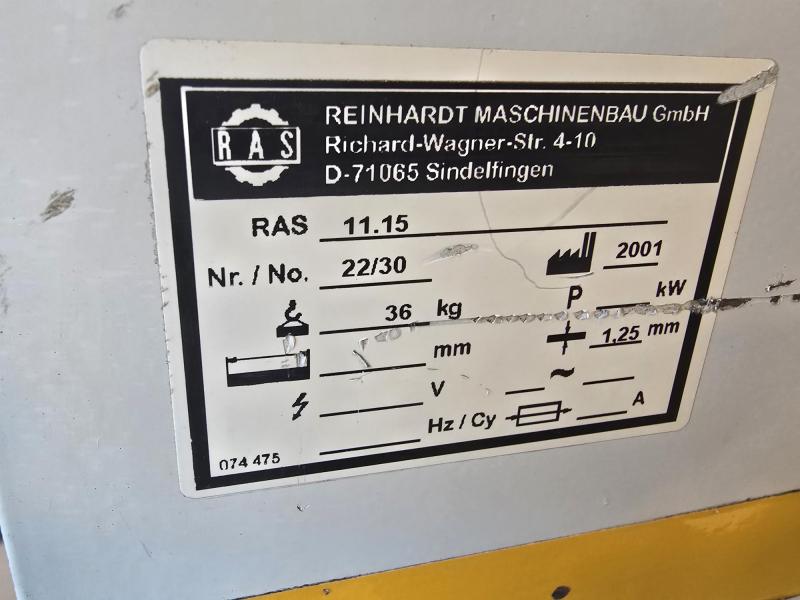 RAS
REINHARDT MASCHINENBAU GmbH
Richard-Wagner-Str. 4-10
D-71065 Sindelfingen
RAS 11.15
Nr. / No. 22/30 2001
36 kg P kW
mm 1,25 mm
V ~
Hz / Cy A
074 475